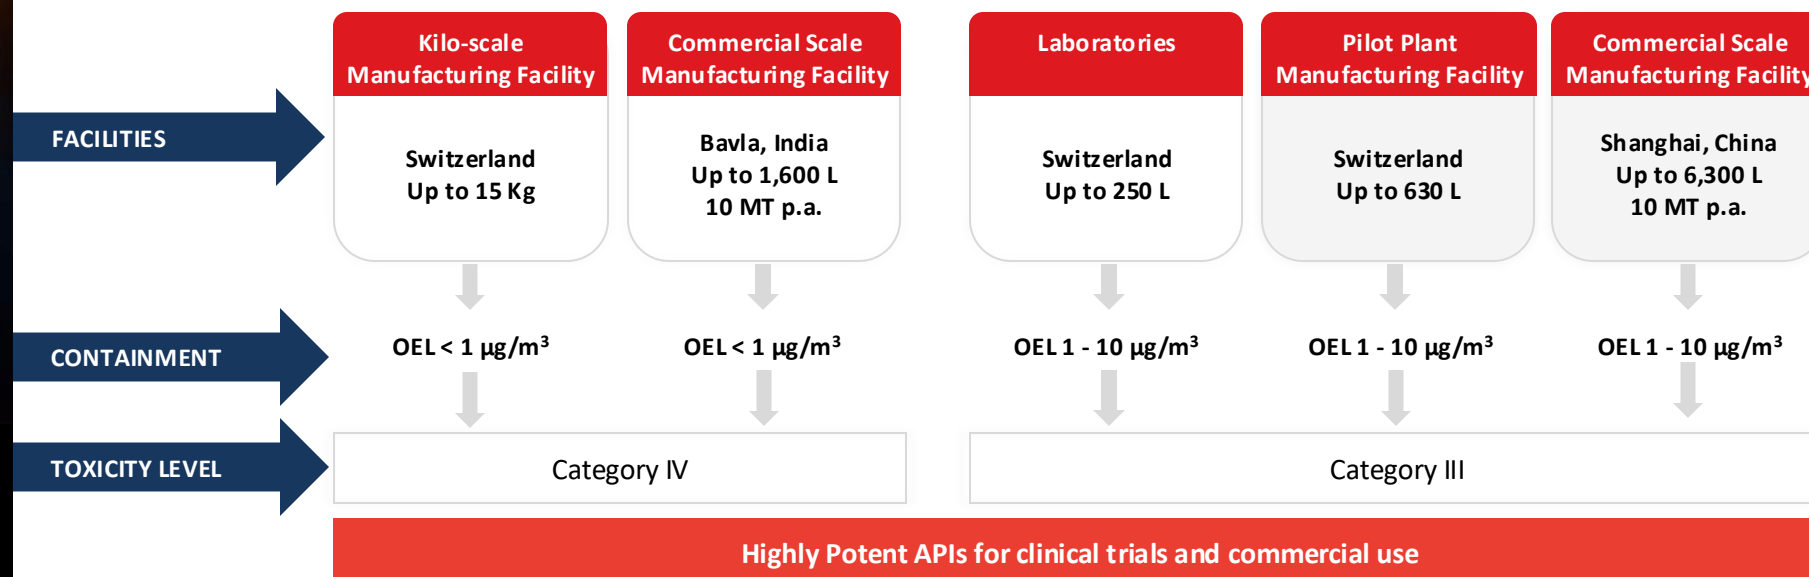 Kilo-scale
Manufacturing Facility
Commercial Scale
Manufacturing Facility
Laboratories
Pilot Plant
Manufacturing Facility
Commercial Scale
Manufacturing Facility
FACILITIES
Switzerland
Up to 15 Kg
Bavla, India
Up to 1,600 L
10 MT p.a.
Switzerland
Up to 250 L
Switzerland
Up to 630 L
Shanghai, China
Up to 6,300 L
10 MT p.a.
CONTAINMENT
OEL < 1 µg/m³
OEL < 1 µg/m³
OEL 1 - 10 µg/m³
OEL 1 - 10 µg/m³
OEL 1 - 10 µg/m³
TOXICITY LEVEL
Category IV
Category III
Highly Potent APIs for clinical trials and commercial use